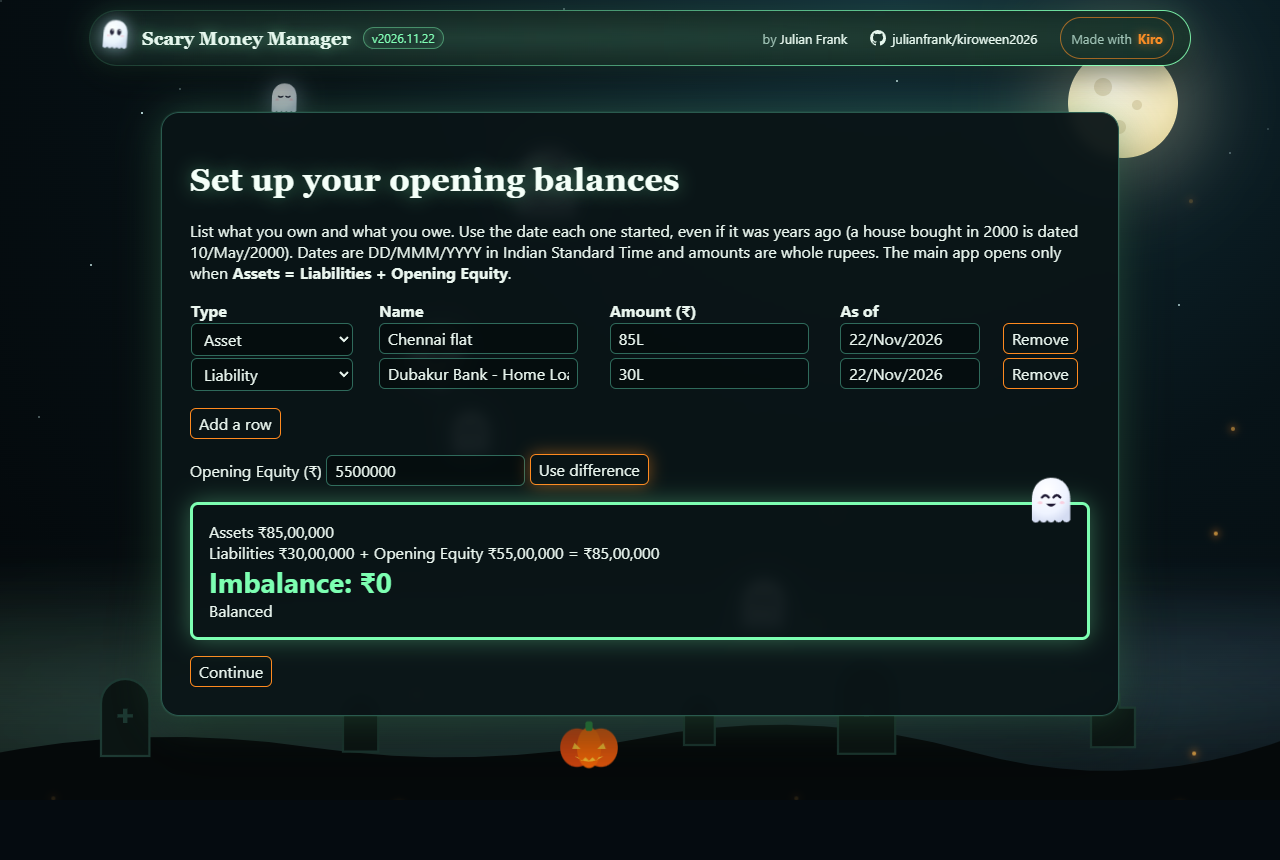 Scary Money Manager v2026.11.22 by Julian Frank julianfrank/kiroween2026 Made with Kiro
Set up your opening balances
List what you own and what you owe. Use the date each one started, even if it was years ago (a house bought in 2000 is dated
10/May/2000). Dates are DD/MMM/YYYY in Indian Standard Time and amounts are whole rupees. The main app opens only
when Assets = Liabilities + Opening Equity.
Type Name Amount (₹) As of
Asset Chennai flat 85L 22/Nov/2026 Remove
Liability Dubakur Bank - Home Loa 30L 22/Nov/2026 Remove
Add a row
Opening Equity (₹) 5500000 Use difference
Assets ₹85,00,000
Liabilities ₹30,00,000 + Opening Equity ₹55,00,000 = ₹85,00,000
Imbalance: ₹0
Balanced
Continue